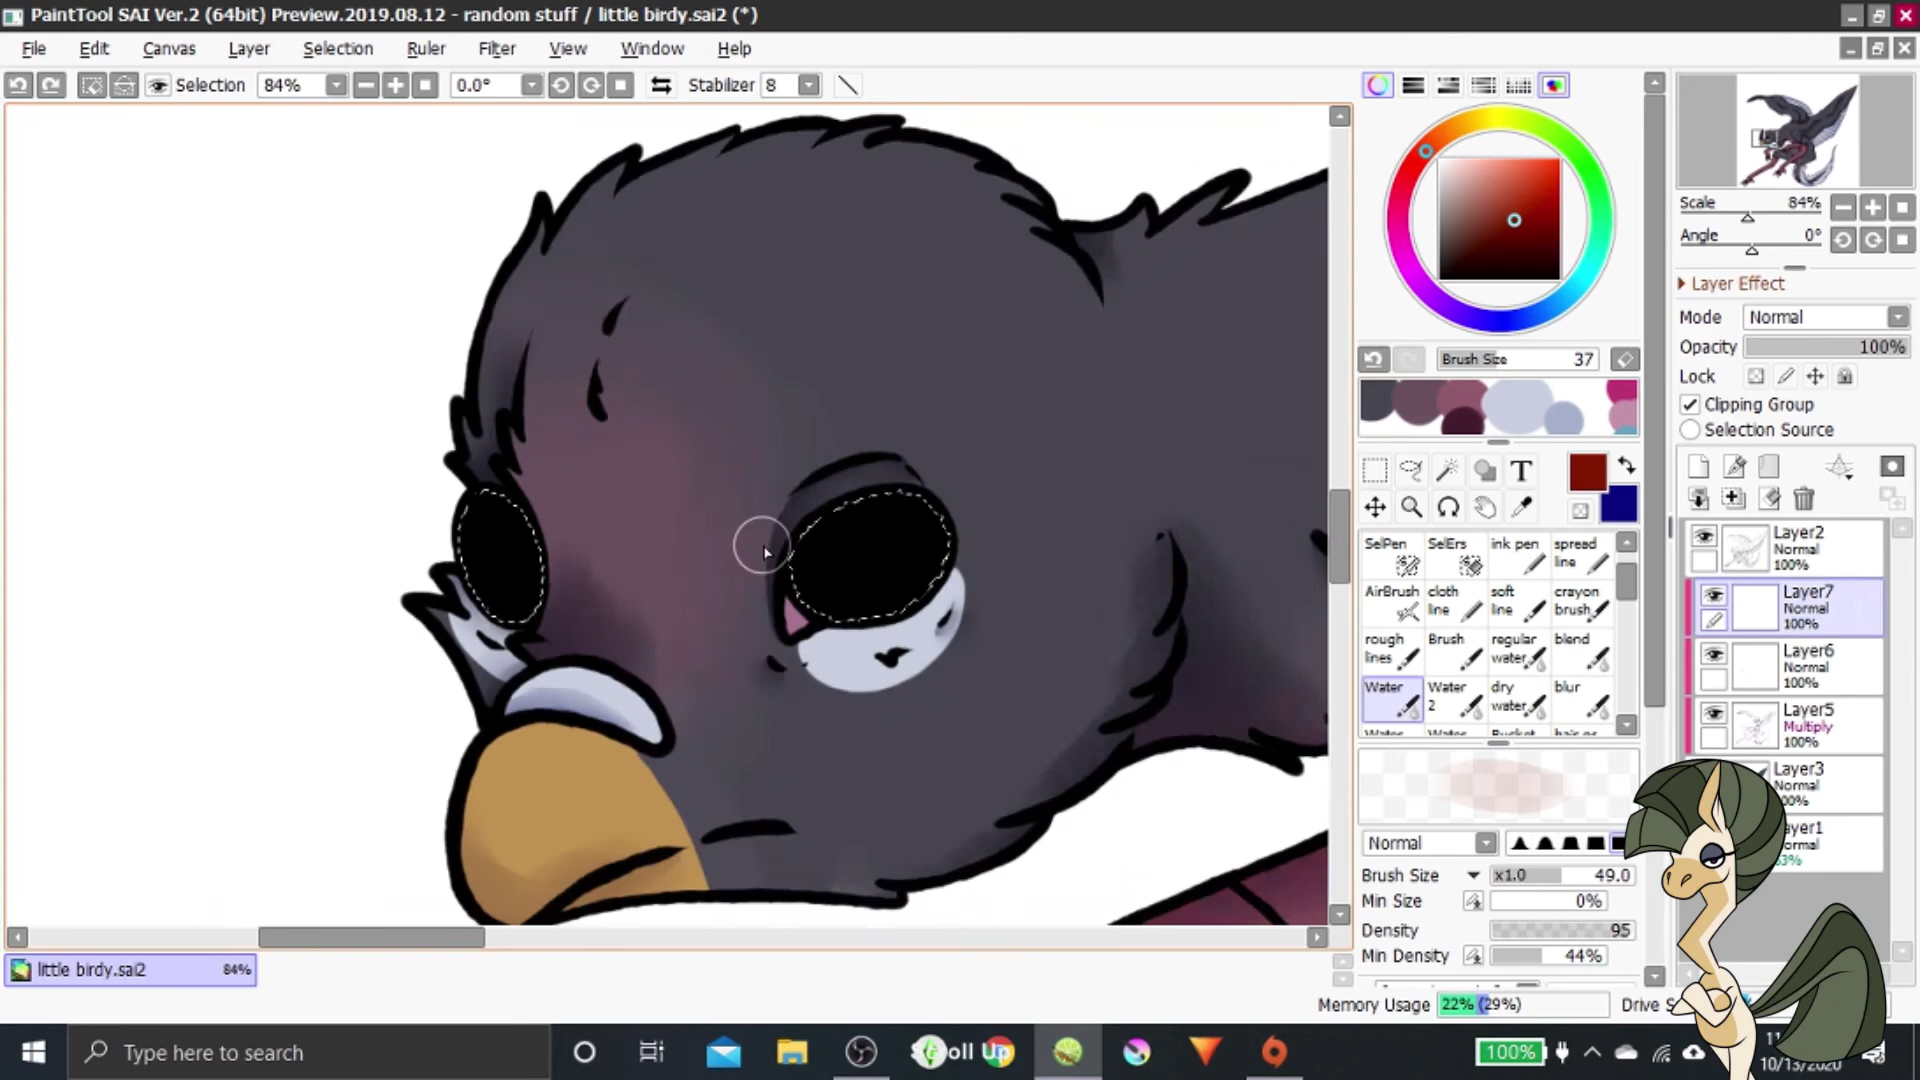 PaintTool SAI Ver.2 (64bit) Preview.2019.08.12 - random stuff / little birdy.sai2 (*)
File Edit Canvas Layer Selection Ruler Filter View Window Help
Selection 84% 0.0° Stabilizer 8
Scale 84%
Angle 0°
Layer Effect
Mode Normal
Opacity 100%
Lock
Clipping Group
Selection Source
Brush Size 37
T
SelPen SelErs ink pen spread line
AirBrush cloth line soft line crayon brush
rough lines Brush regular water blend
Water Water 2 dry water blur
Layer2
Normal
100%
Layer7
Normal
100%
Layer6
Normal
100%
Layer5
Multiply
100%
Layer3
Normal
Normal
Brush Size x1.0 49.0
Min Size 0%
Density 95
Min Density 44%
little birdy.sai2 84%
Memory Usage 22% (29%) Drive
Type here to search
Scroll Up
100%
10/13/2020